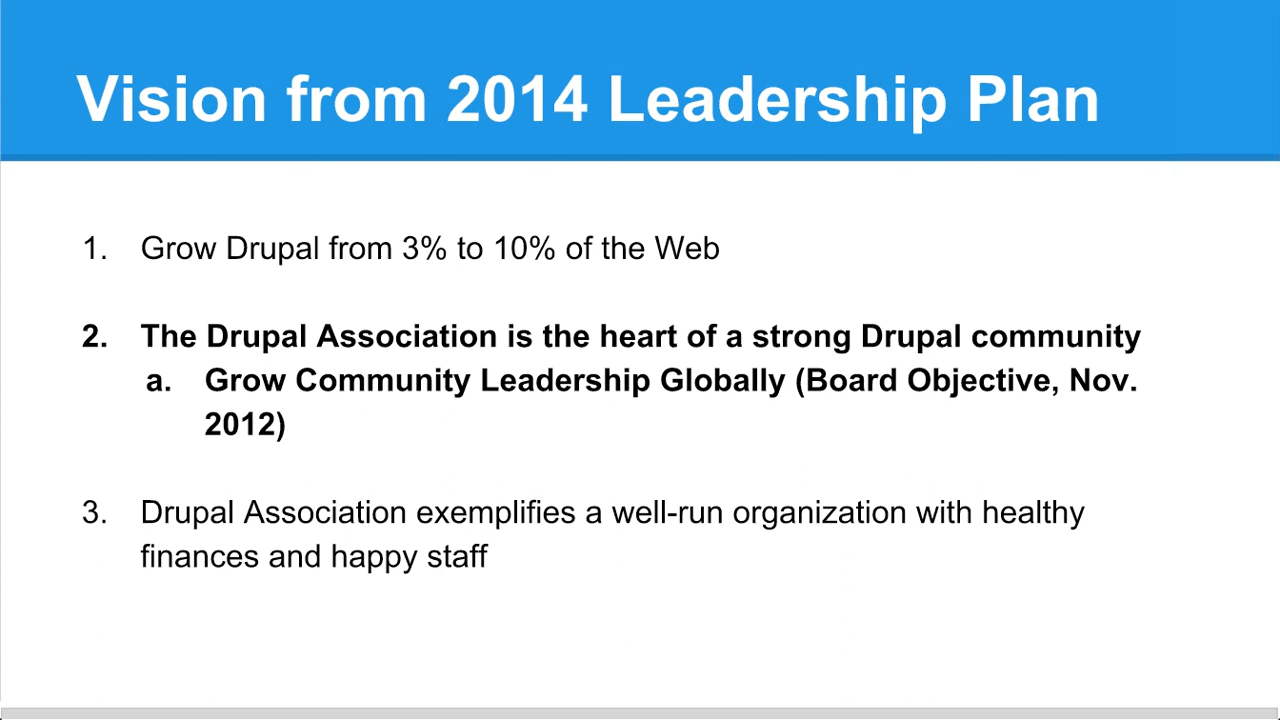 Vision from 2014 Leadership Plan
1. Grow Drupal from 3% to 10% of the Web
2. The Drupal Association is the heart of a strong Drupal community
a. Grow Community Leadership Globally (Board Objective, Nov.
2012)
3. Drupal Association exemplifies a well-run organization with healthy
finances and happy staff